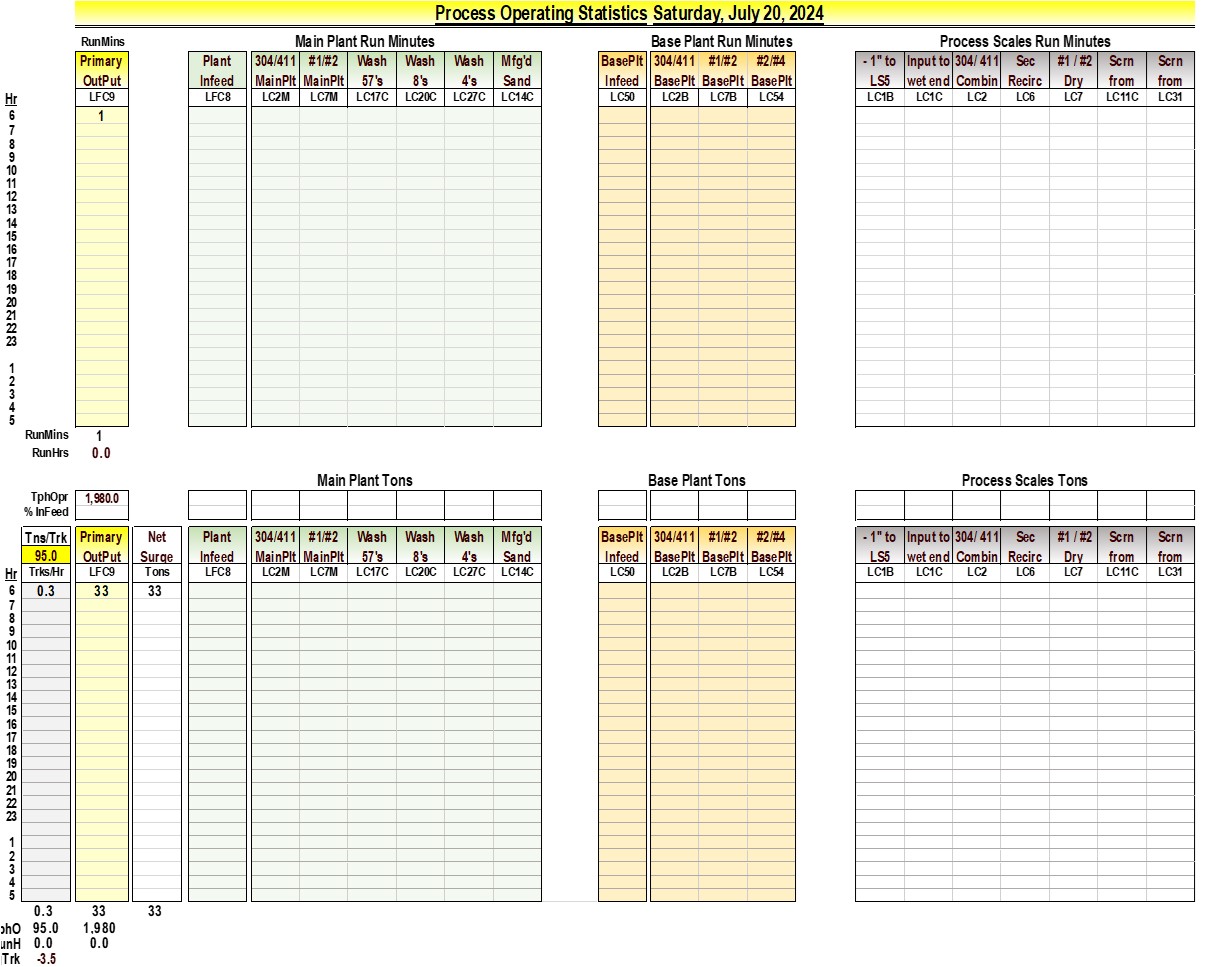 Process Operating Statistics Saturday, July 20, 2024
RunMins Main Plant Run Minutes Base Plant Run Minutes Process Scales Run Minutes
Primary Plant 304/411 #1/#2 Wash Wash Wash Mfg'd BasePlt 304/411 #1/#2 #2/#4 - 1" to Input to 304/ 411 Sec #1 / #2 Scrn Scrn
OutPut Infeed MainPlt MainPlt 57's 8's 4's Sand Infeed BasePlt BasePlt BasePlt LS5 wet end Combin Recirc Dry from from
Hr LFC9 LFC8 LC2M LC7M LC17C LC20C LC27C LC14C LC50 LC2B LC7B LC54 LC1B LC1C LC2 LC6 LC7 LC11C LC31
6 1
7
8
9
10
11
12
13
14
15
16
17
18
19
20
21
22
23
1
2
3
4
5
RunMins 1
RunHrs 0.0
Main Plant Tons Base Plant Tons Process Scales Tons
TphOpr 1,980.0
% InFeed
Tns/Trk Primary Net Plant 304/411 #1/#2 Wash Wash Wash Mfg'd BasePlt 304/411 #1/#2 #2/#4 - 1" to Input to 304/ 411 Sec #1 / #2 Scrn Scrn
95.0 OutPut Surge Infeed MainPlt MainPlt 57's 8's 4's Sand Infeed BasePlt BasePlt BasePlt LS5 wet end Combin Recirc Dry from from
Hr Trks/Hr LFC9 Tons LFC8 LC2M LC7M LC17C LC20C LC27C LC14C LC50 LC2B LC7B LC54 LC1B LC1C LC2 LC6 LC7 LC11C LC31
6 0.3 33 33
7
8
9
10
11
12
13
14
15
16
17
18
19
20
21
22
23
1
2
3
4
5
0.3 33 33
phO 95.0 1,980
unH 0.0 0.0
Trk -3.5